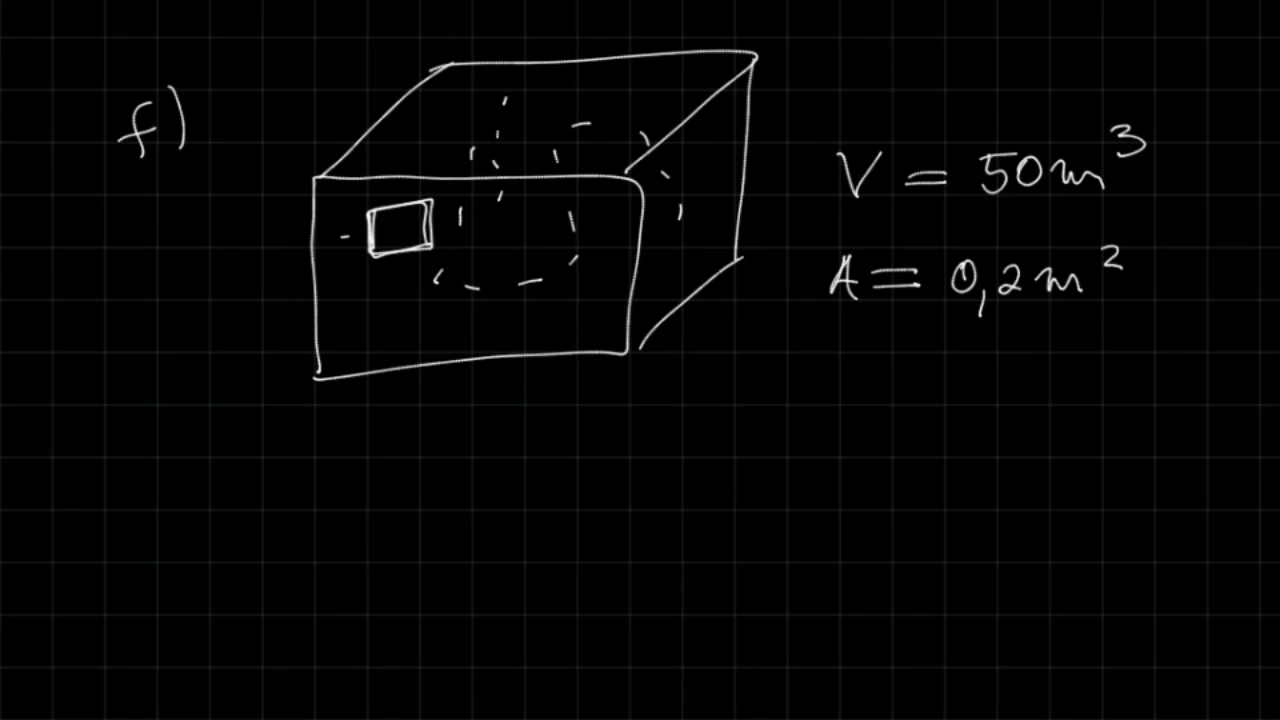 f)
V = 50m³
A = 0,2m²